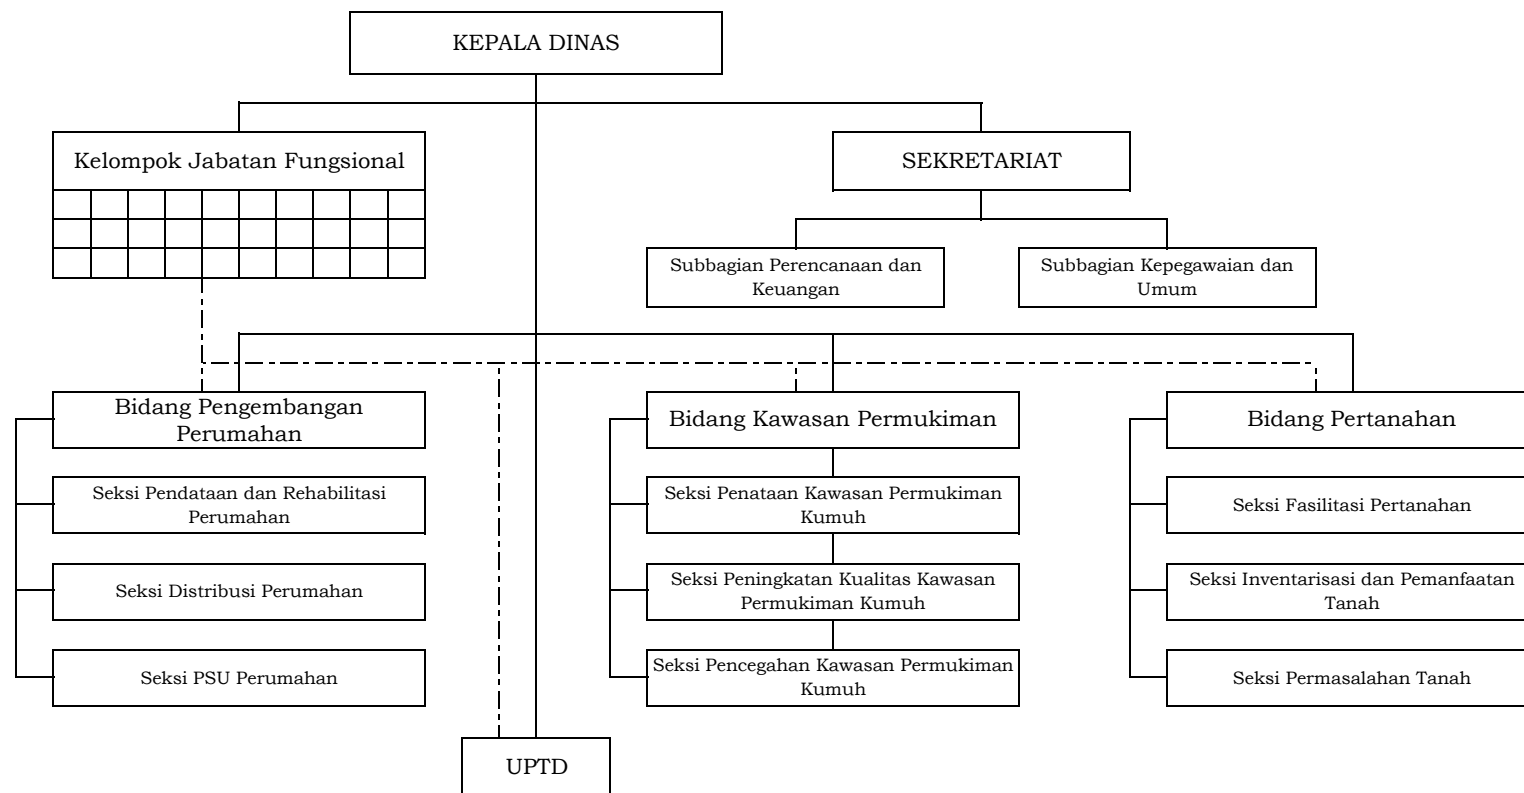 KEPALA DINAS
Kelompok Jabatan Fungsional
SEKRETARIAT
Subbagian Perencanaan dan
Keuangan
Subbagian Kepegawaian dan
Umum
Bidang Pengembangan
Perumahan
Bidang Kawasan Permukiman
Bidang Pertanahan
Seksi Pendataan dan Rehabilitasi
Perumahan
Seksi Penataan Kawasan Permukiman
Kumuh
Seksi Fasilitasi Pertanahan
Seksi Distribusi Perumahan
Seksi Peningkatan Kualitas Kawasan
Permukiman Kumuh
Seksi Inventarisasi dan Pemanfaatan
Tanah
Seksi PSU Perumahan
Seksi Pencegahan Kawasan Permukiman
Kumuh
Seksi Permasalahan Tanah
UPTD